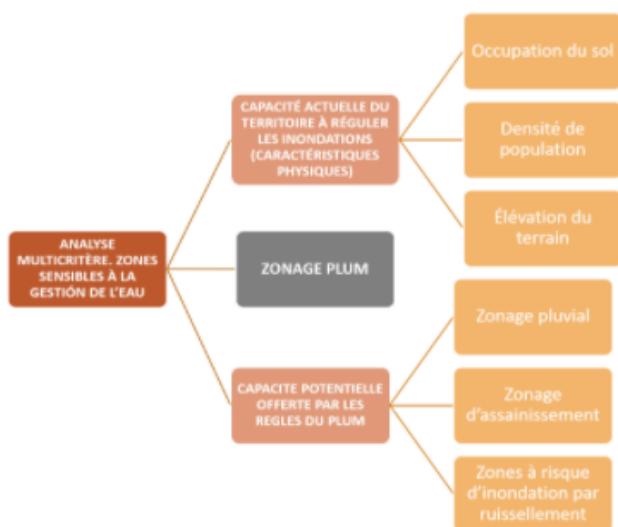 Occupation du sol
CAPACITÉ ACTUELLE DU
TERRITOIRE À RÉGULER
LES INONDATIONS
(CARACTÉRISTIQUES
PHYSIQUES)
Densité de
population
Élévation du
terrain
ANALYSE
MULTICRITÈRE. ZONES
SENSIBLES À LA
GESTIÓN DE L'EAU
ZONAGE PLUM
Zonage pluvial
CAPACITE POTENTIELLE
OFFERTE PAR LES
REGLES DU PLUM
Zonage
d'assainissement
Zones à risque
d'inondation par
ruissellement